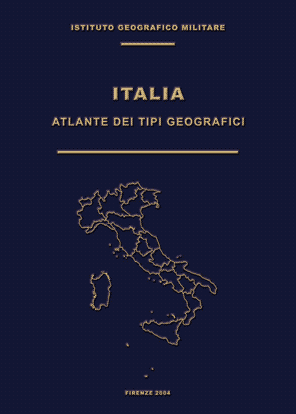 ISTITUTO GEOGRAFICO MILITARE
ITALIA
ATLANTE DEI TIPI GEOGRAFICI
FIRENZE 2004